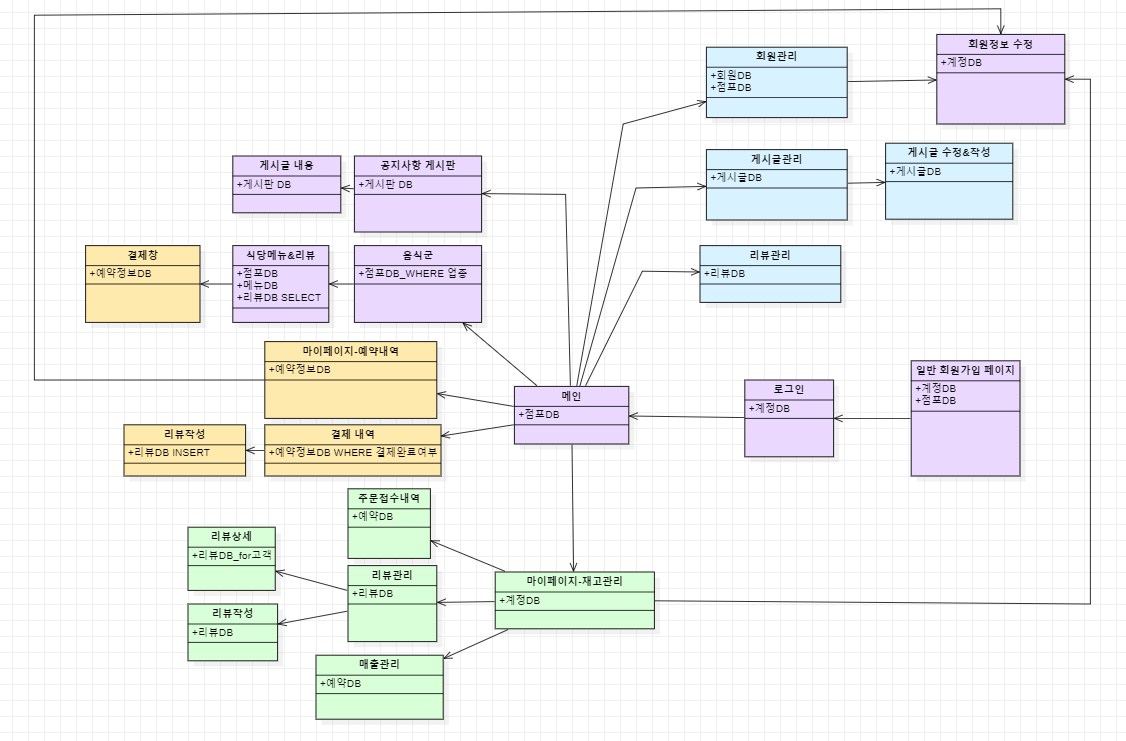 회원정보 수정
+계정DB
회원관리
+회원DB
+점포DB
게시글 수정&작성
+게시글DB
게시글관리
+게시글DB
게시글 내용
+게시판 DB
공지사항 게시판
+게시판 DB
결제창
+예약정보DB
식당메뉴&리뷰
+점포DB
+메뉴DB
+리뷰DB SELECT
음식군
+점포DB_WHERE 업종
리뷰관리
+리뷰DB
마이페이지-예약내역
+예약정보DB
메인
+점포DB
로그인
+계정DB
일반 회원가입 페이지
+계정DB
+점포DB
리뷰작성
+리뷰DB INSERT
결제 내역
+예약정보DB WHERE 결제완료여부
주문접수내역
+예약DB
리뷰상세
+리뷰DB_for고객
리뷰관리
+리뷰DB
마이페이지-재고관리
+계정DB
리뷰작성
+리뷰DB
매출관리
+예약DB